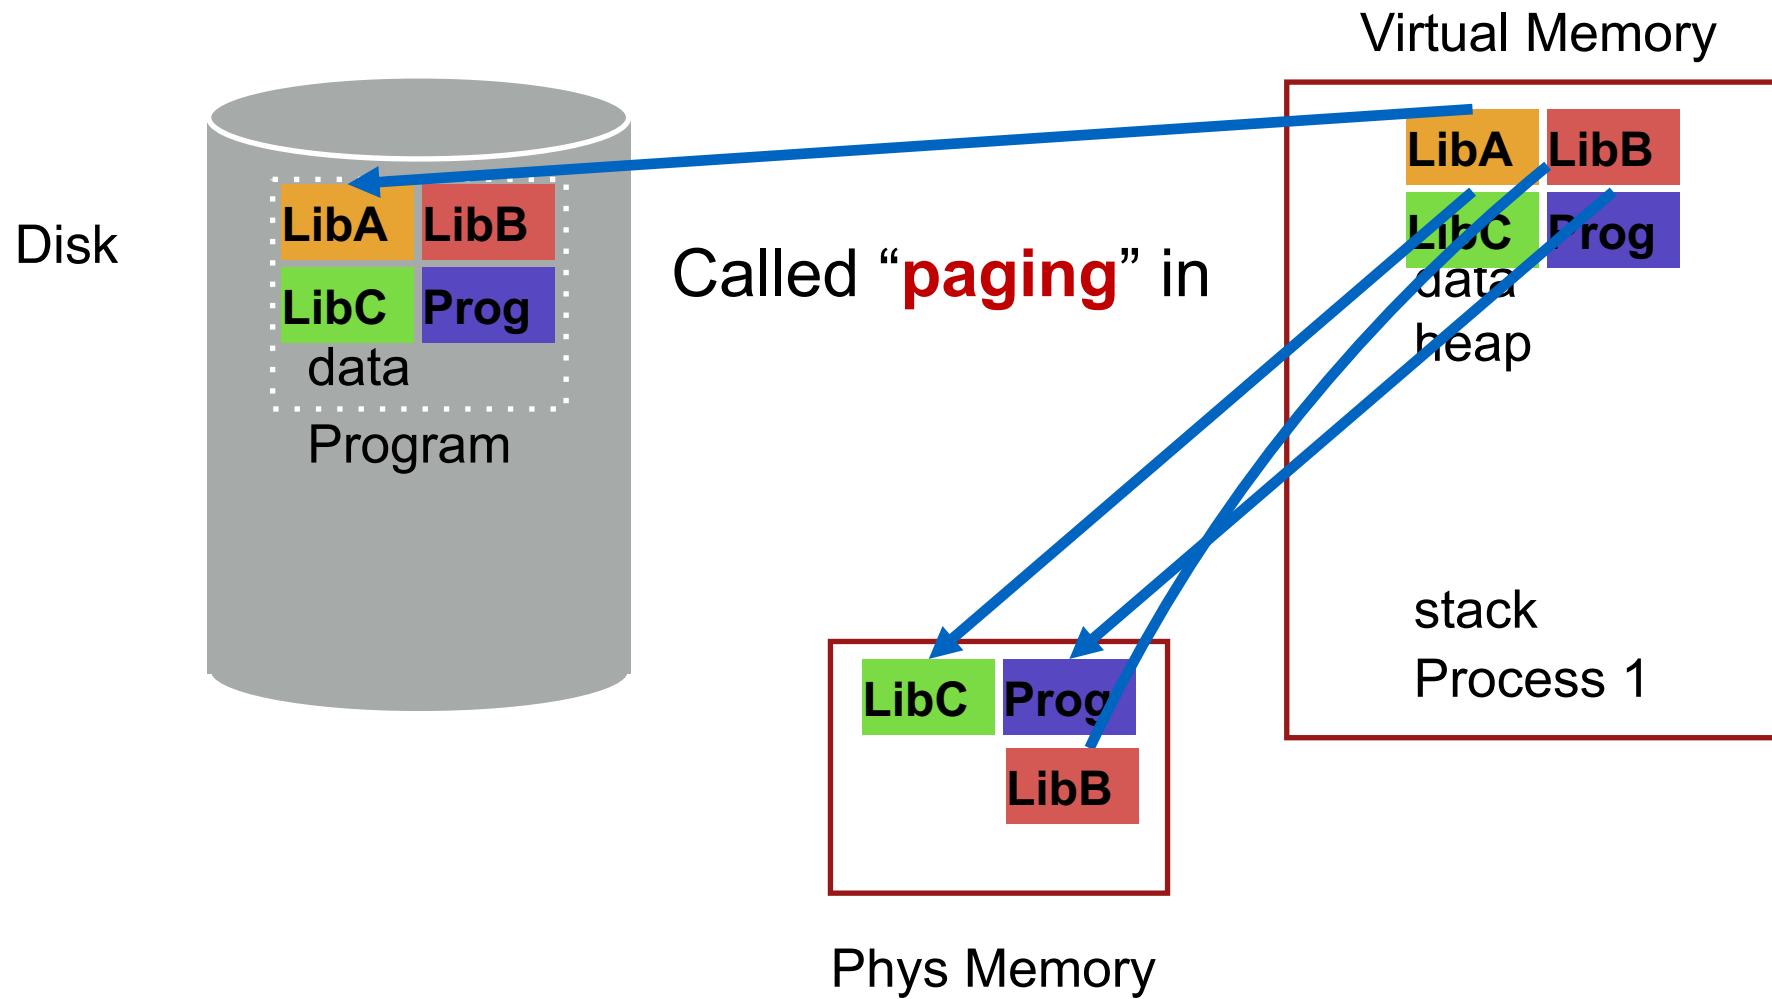 Virtual Memory
Disk
LibA LibB
LibC Prog
data
Program
Called “paging” in
LibA LibB
LibC Prog
data
heap
stack
Process 1
LibC Prog
LibB
Phys Memory